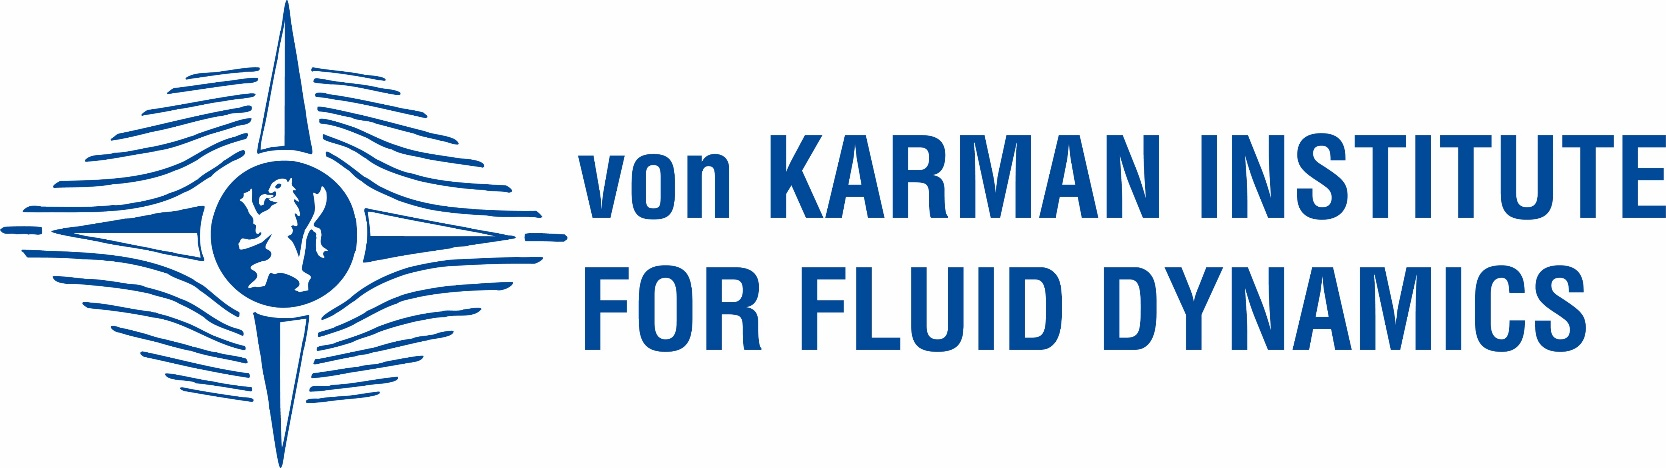 von KARMAN INSTITUTE
FOR FLUID DYNAMICS